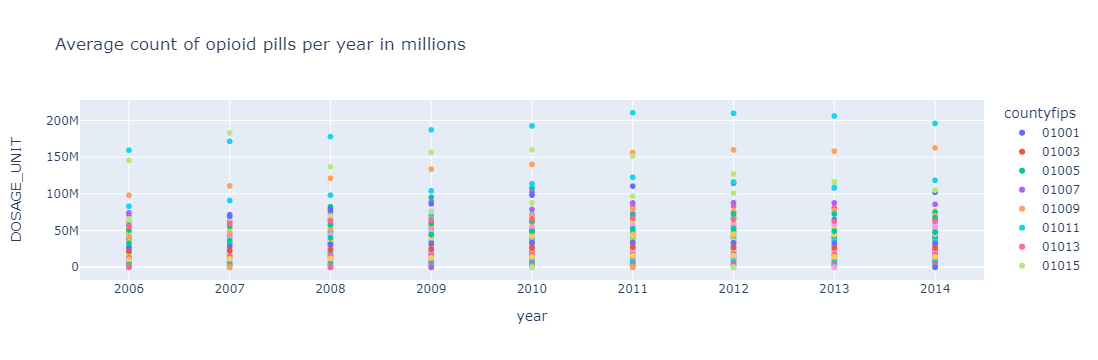 Average count of opioid pills per year in millions
DOSAGE_UNIT
200M
150M
100M
50M
0
2006 2007 2008 2009 2010 2011 2012 2013 2014
year
countyfips
01001
01003
01005
01007
01009
01011
01013
01015